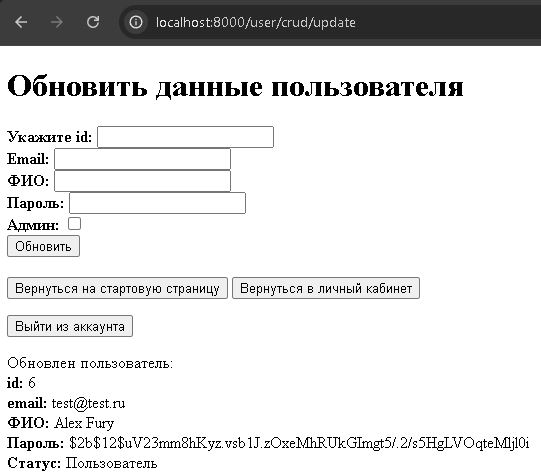 localhost:8000/user/crud/update
Обновить данные пользователя
Укажите id:
Email:
ФИО:
Пароль:
Админ:
Обновить
Вернуться на стартовую страницу Вернуться в личный кабинет
Выйти из аккаунта
Обновлен пользователь:
id: 6
email: test@test.ru
ФИО: Alex Fury
Пароль: $2b$12$uV23mm8hKyz.vsb1J.zOxeMhRUkGImgt5/.2/s5HgLVOqteMljl0i
Статус: Пользователь